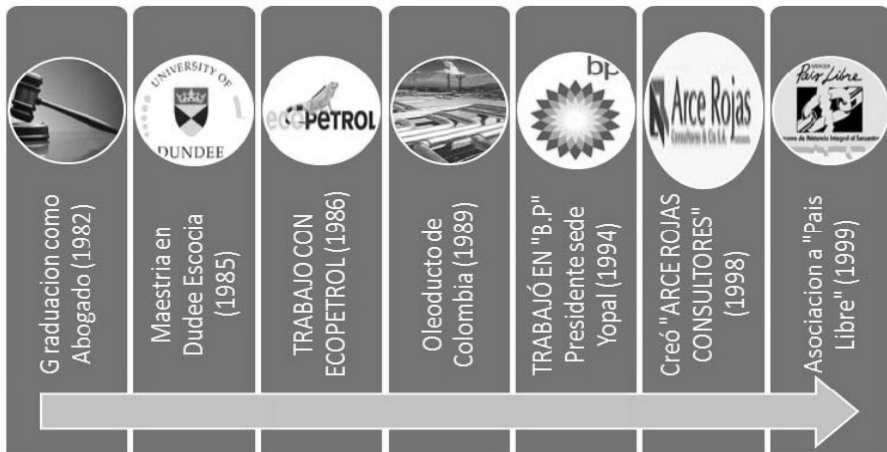 G raduacion como
Abogado (1982)
UNIVERSITY OF
DUNDEE
Maestria en
Dudee Escocia
(1985)
ecoPETROL
TRABAJO CON
ECOPETROL (1986)
Oleoducto de
Colombia (1989)
bp
TRABAJÓ EN "B.P"
Presidente sede
Yopal (1994)
Arce Rojas
Consultores & Cia S.A.
Creó "ARCE ROJAS
CONSULTORES"
(1998)
País Libre
Asociacion a "Pais
Libre" (1999)